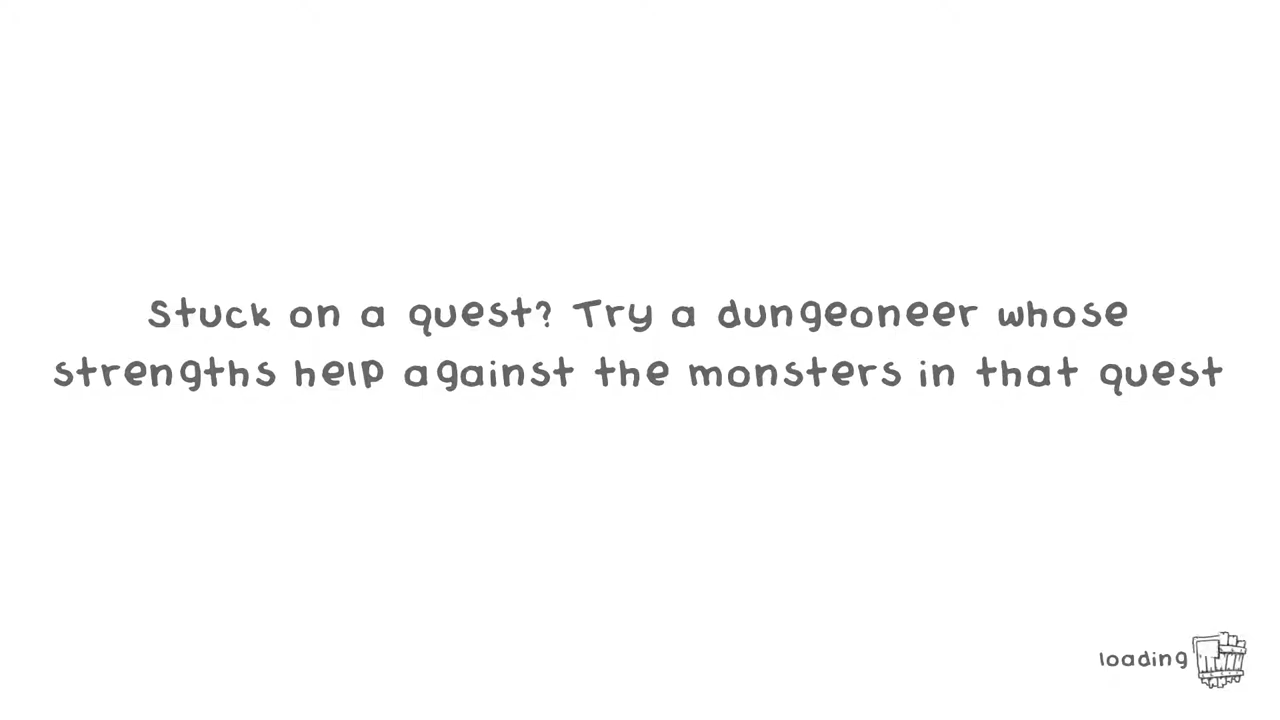 Stuck on a quest? Try a dungeoneer whose
strengths help against the monsters in that quest
loading